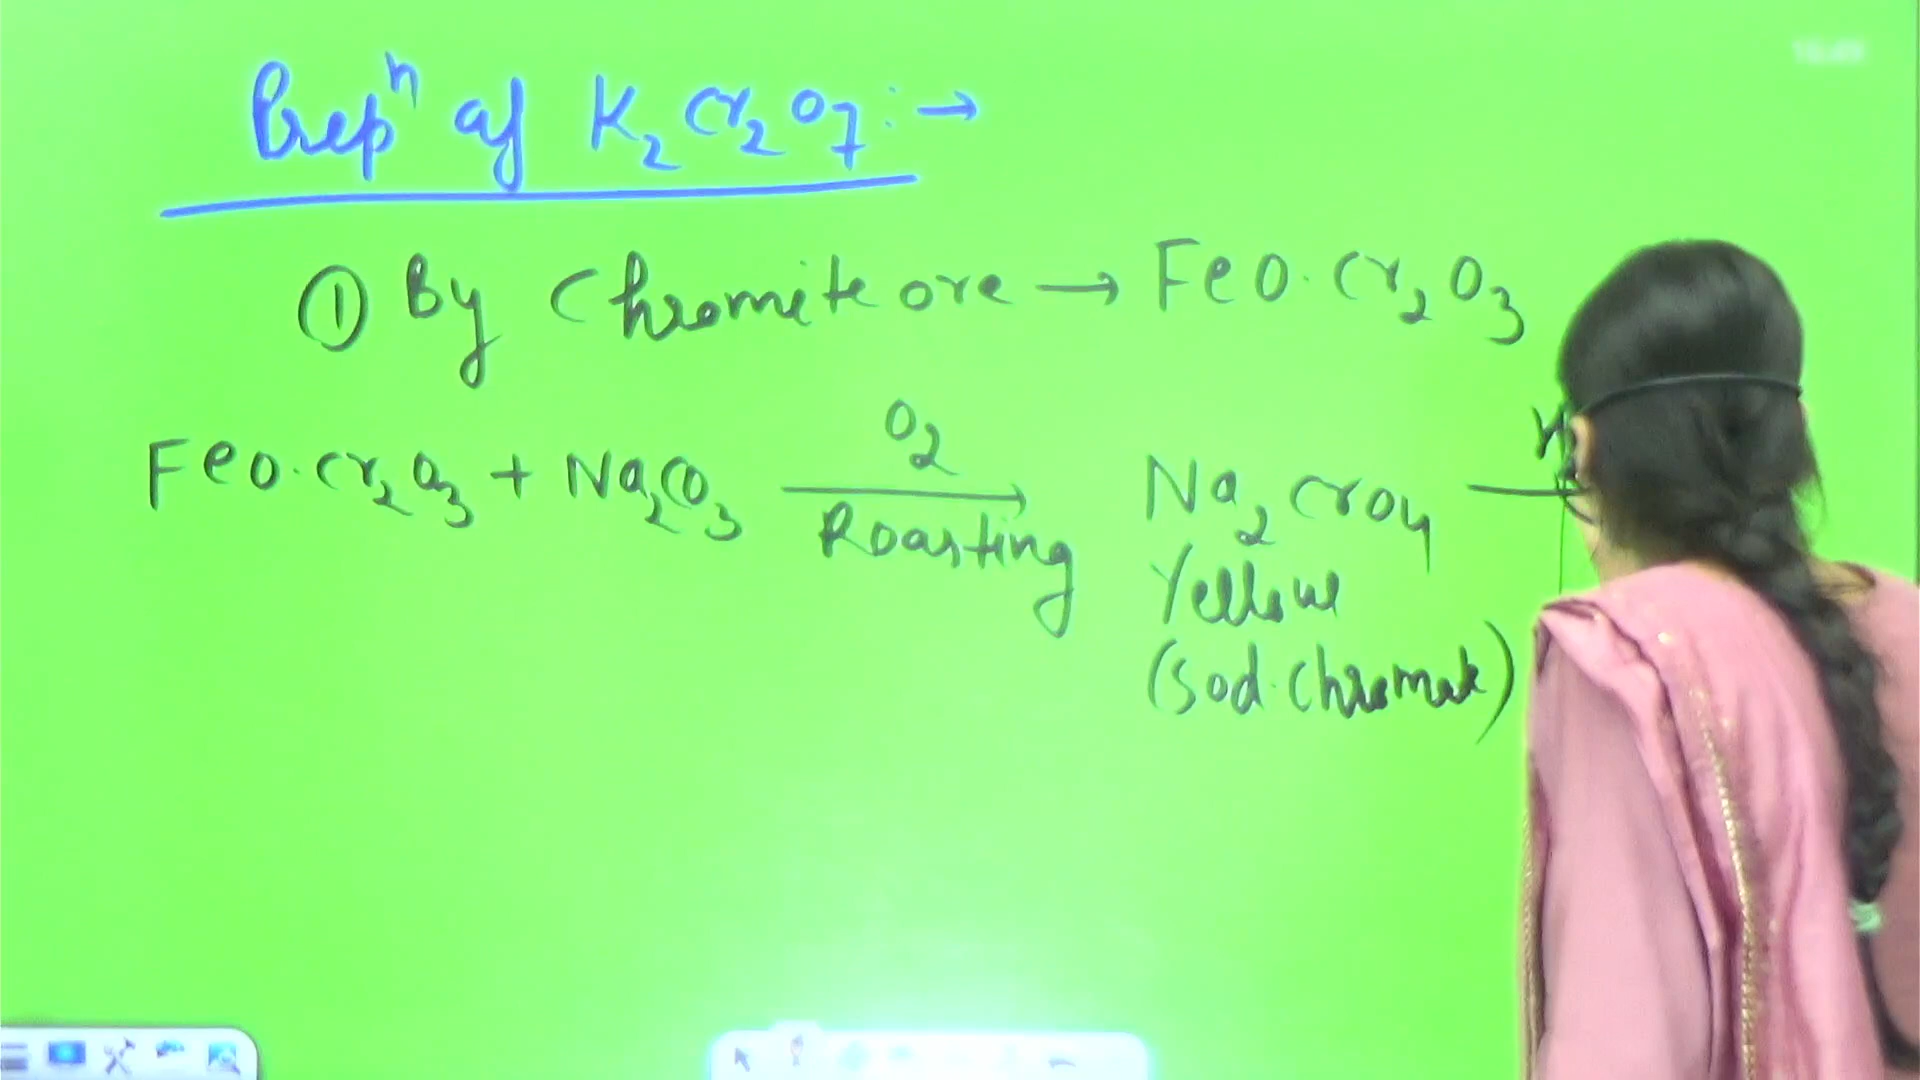 Prepⁿ of K₂Cr₂O₇:→
① By Chromite ore → FeO.Cr₂O₃
FeO.Cr₂O₃ + Na₂CO₃ O₂ Roasting → Na₂CrO₄ →
Yellow
(Sod. Chromate)